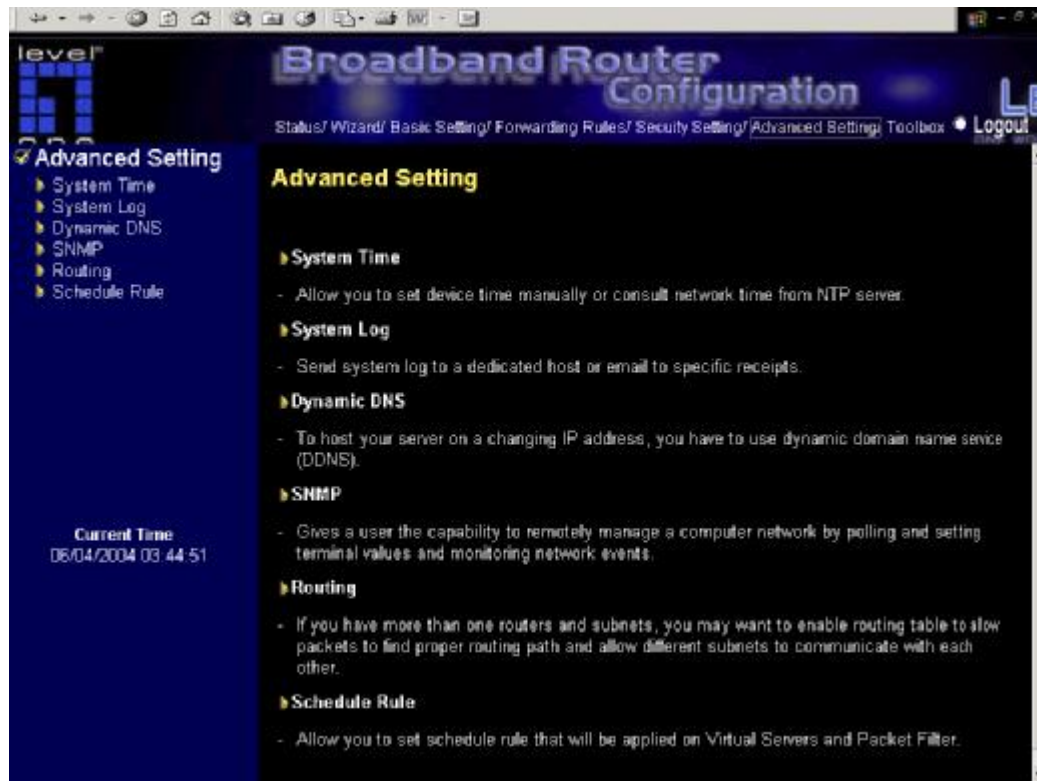 level
Broadband Router
Configuration
Status/ Wizard/ Basic Setting/ Forwarding Rules/ Secuity Setting/ Advanced Setting/ Toolbox Logout
Advanced Setting
System Time
System Log
Dynamic DNS
SNMP
Routing
Schedule Rule
Current Time
06/04/2004 03:44:51
Advanced Setting
System Time
- Allow you to set device time manually or consult network time from NTP server.
System Log
- Send system log to a dedicated host or email to specific receipts.
Dynamic DNS
- To host your server on a changing IP address, you have to use dynamic domain name service
(DDNS).
SNMP
- Gives a user the capability to remotely manage a computer network by polling and setting
terminal values and monitoring network events.
Routing
- If you have more than one routers and subnets, you may want to enable routing table to allow
packets to find proper routing path and allow different subnets to communicate with each
other.
Schedule Rule
- Allow you to set schedule rule that will be applied on Virtual Servers and Packet Filter.